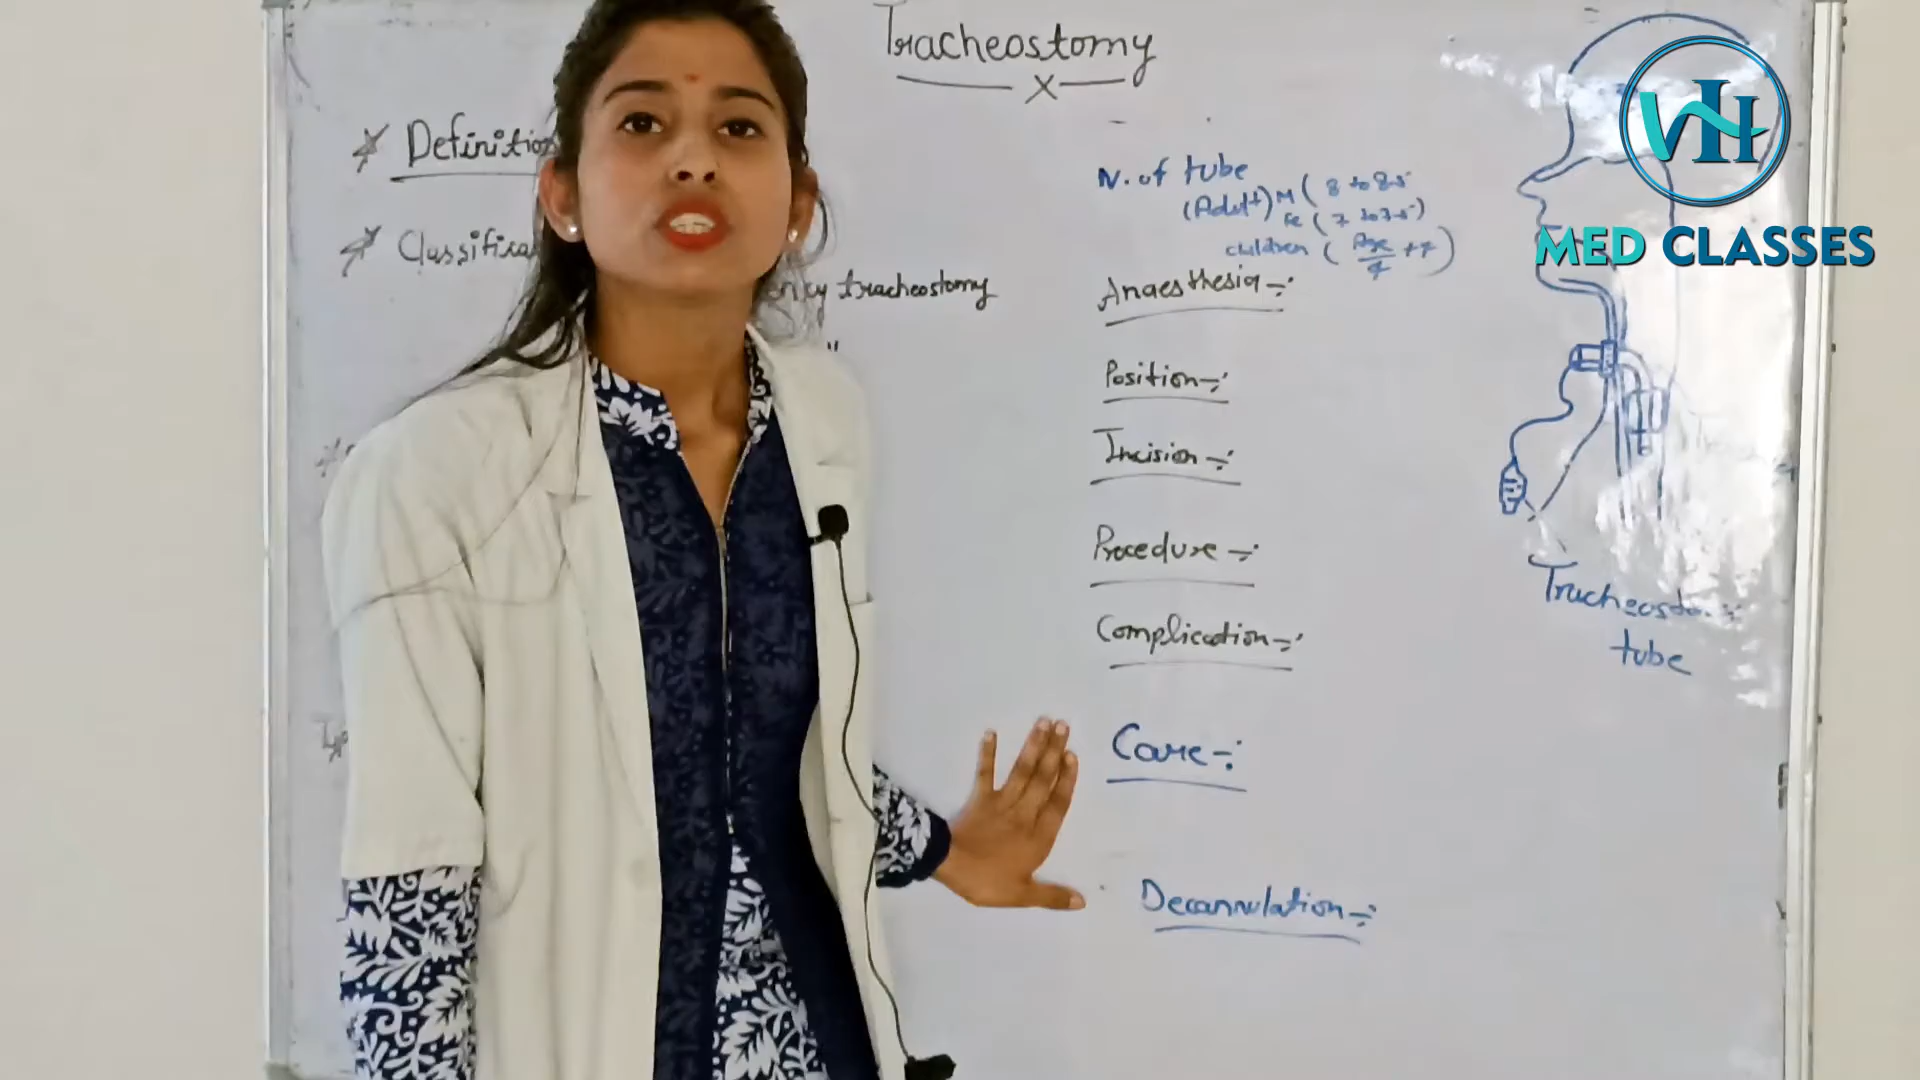 Tracheostomy
x
Definition
Classifica
tracheostomy
"
N. of tube
(Adult) M ( 8 to 8.5
Fe ( 7 to 7.5)
children ( Age/4 + 4 )
Anaesthesia -:
Position -:
Incision -:
Procedure -:
Complication -:
Care -:
Decannulation -:
VH
MED CLASSES
tube